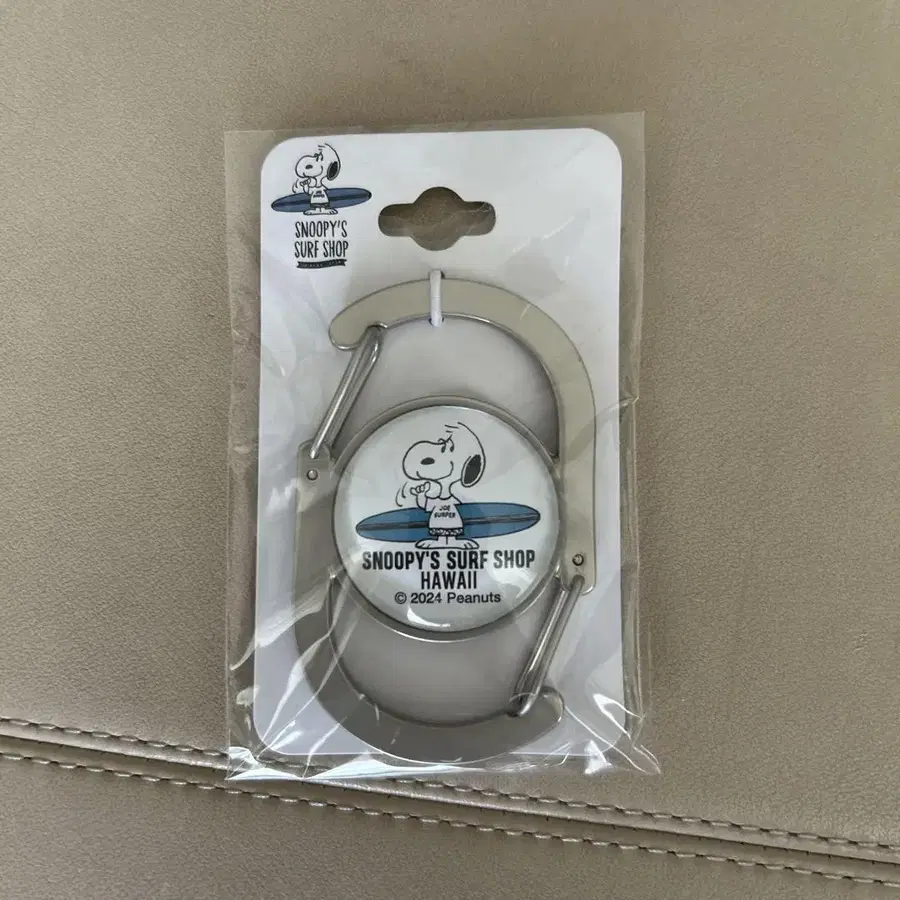 SNOOPY'S
SURF SHOP
JOE
SURFER
SNOOPY'S SURF SHOP
HAWAII
© 2024 Peanuts